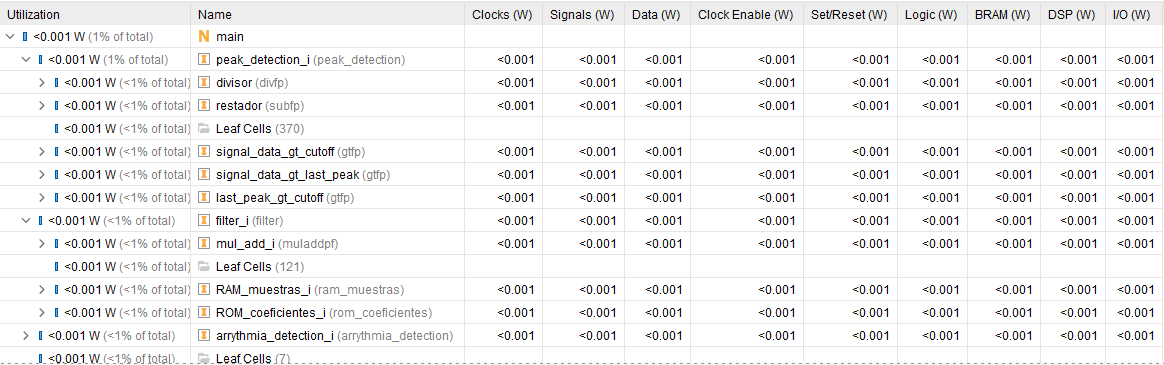 Utilization Name Clocks (W) Signals (W) Data (W) Clock Enable (W) Set/Reset (W) Logic (W) BRAM (W) DSP (W) I/O (W)
<0.001 W (1% of total) N main
<0.001 W (1% of total) peak_detection_i (peak_detection) <0.001 <0.001 <0.001 <0.001 <0.001 <0.001 <0.001 <0.001 <0.001
<0.001 W (<1% of total) divisor (divfp) <0.001 <0.001 <0.001 <0.001 <0.001 <0.001 <0.001 <0.001 <0.001
<0.001 W (<1% of total) restador (subfp) <0.001 <0.001 <0.001 <0.001 <0.001 <0.001 <0.001 <0.001 <0.001
<0.001 W (<1% of total) Leaf Cells (370)
<0.001 W (<1% of total) signal_data_gt_cutoff (gtfp) <0.001 <0.001 <0.001 <0.001 <0.001 <0.001 <0.001 <0.001 <0.001
<0.001 W (<1% of total) signal_data_gt_last_peak (gtfp) <0.001 <0.001 <0.001 <0.001 <0.001 <0.001 <0.001 <0.001 <0.001
<0.001 W (<1% of total) last_peak_gt_cutoff (gtfp) <0.001 <0.001 <0.001 <0.001 <0.001 <0.001 <0.001 <0.001 <0.001
<0.001 W (<1% of total) filter_i (filter) <0.001 <0.001 <0.001 <0.001 <0.001 <0.001 <0.001 <0.001 <0.001
<0.001 W (<1% of total) mul_add_i (muladdpf) <0.001 <0.001 <0.001 <0.001 <0.001 <0.001 <0.001 <0.001 <0.001
<0.001 W (<1% of total) Leaf Cells (121)
<0.001 W (<1% of total) RAM_muestras_i (ram_muestras) <0.001 <0.001 <0.001 <0.001 <0.001 <0.001 <0.001 <0.001 <0.001
<0.001 W (<1% of total) ROM_coeficientes_i (rom_coeficientes) <0.001 <0.001 <0.001 <0.001 <0.001 <0.001 <0.001 <0.001 <0.001
<0.001 W (<1% of total) arrythmia_detection_i (arrythmia_detection) <0.001 <0.001 <0.001 <0.001 <0.001 <0.001 <0.001 <0.001 <0.001
<0.001 W (<1% of total) Leaf Cells (7)